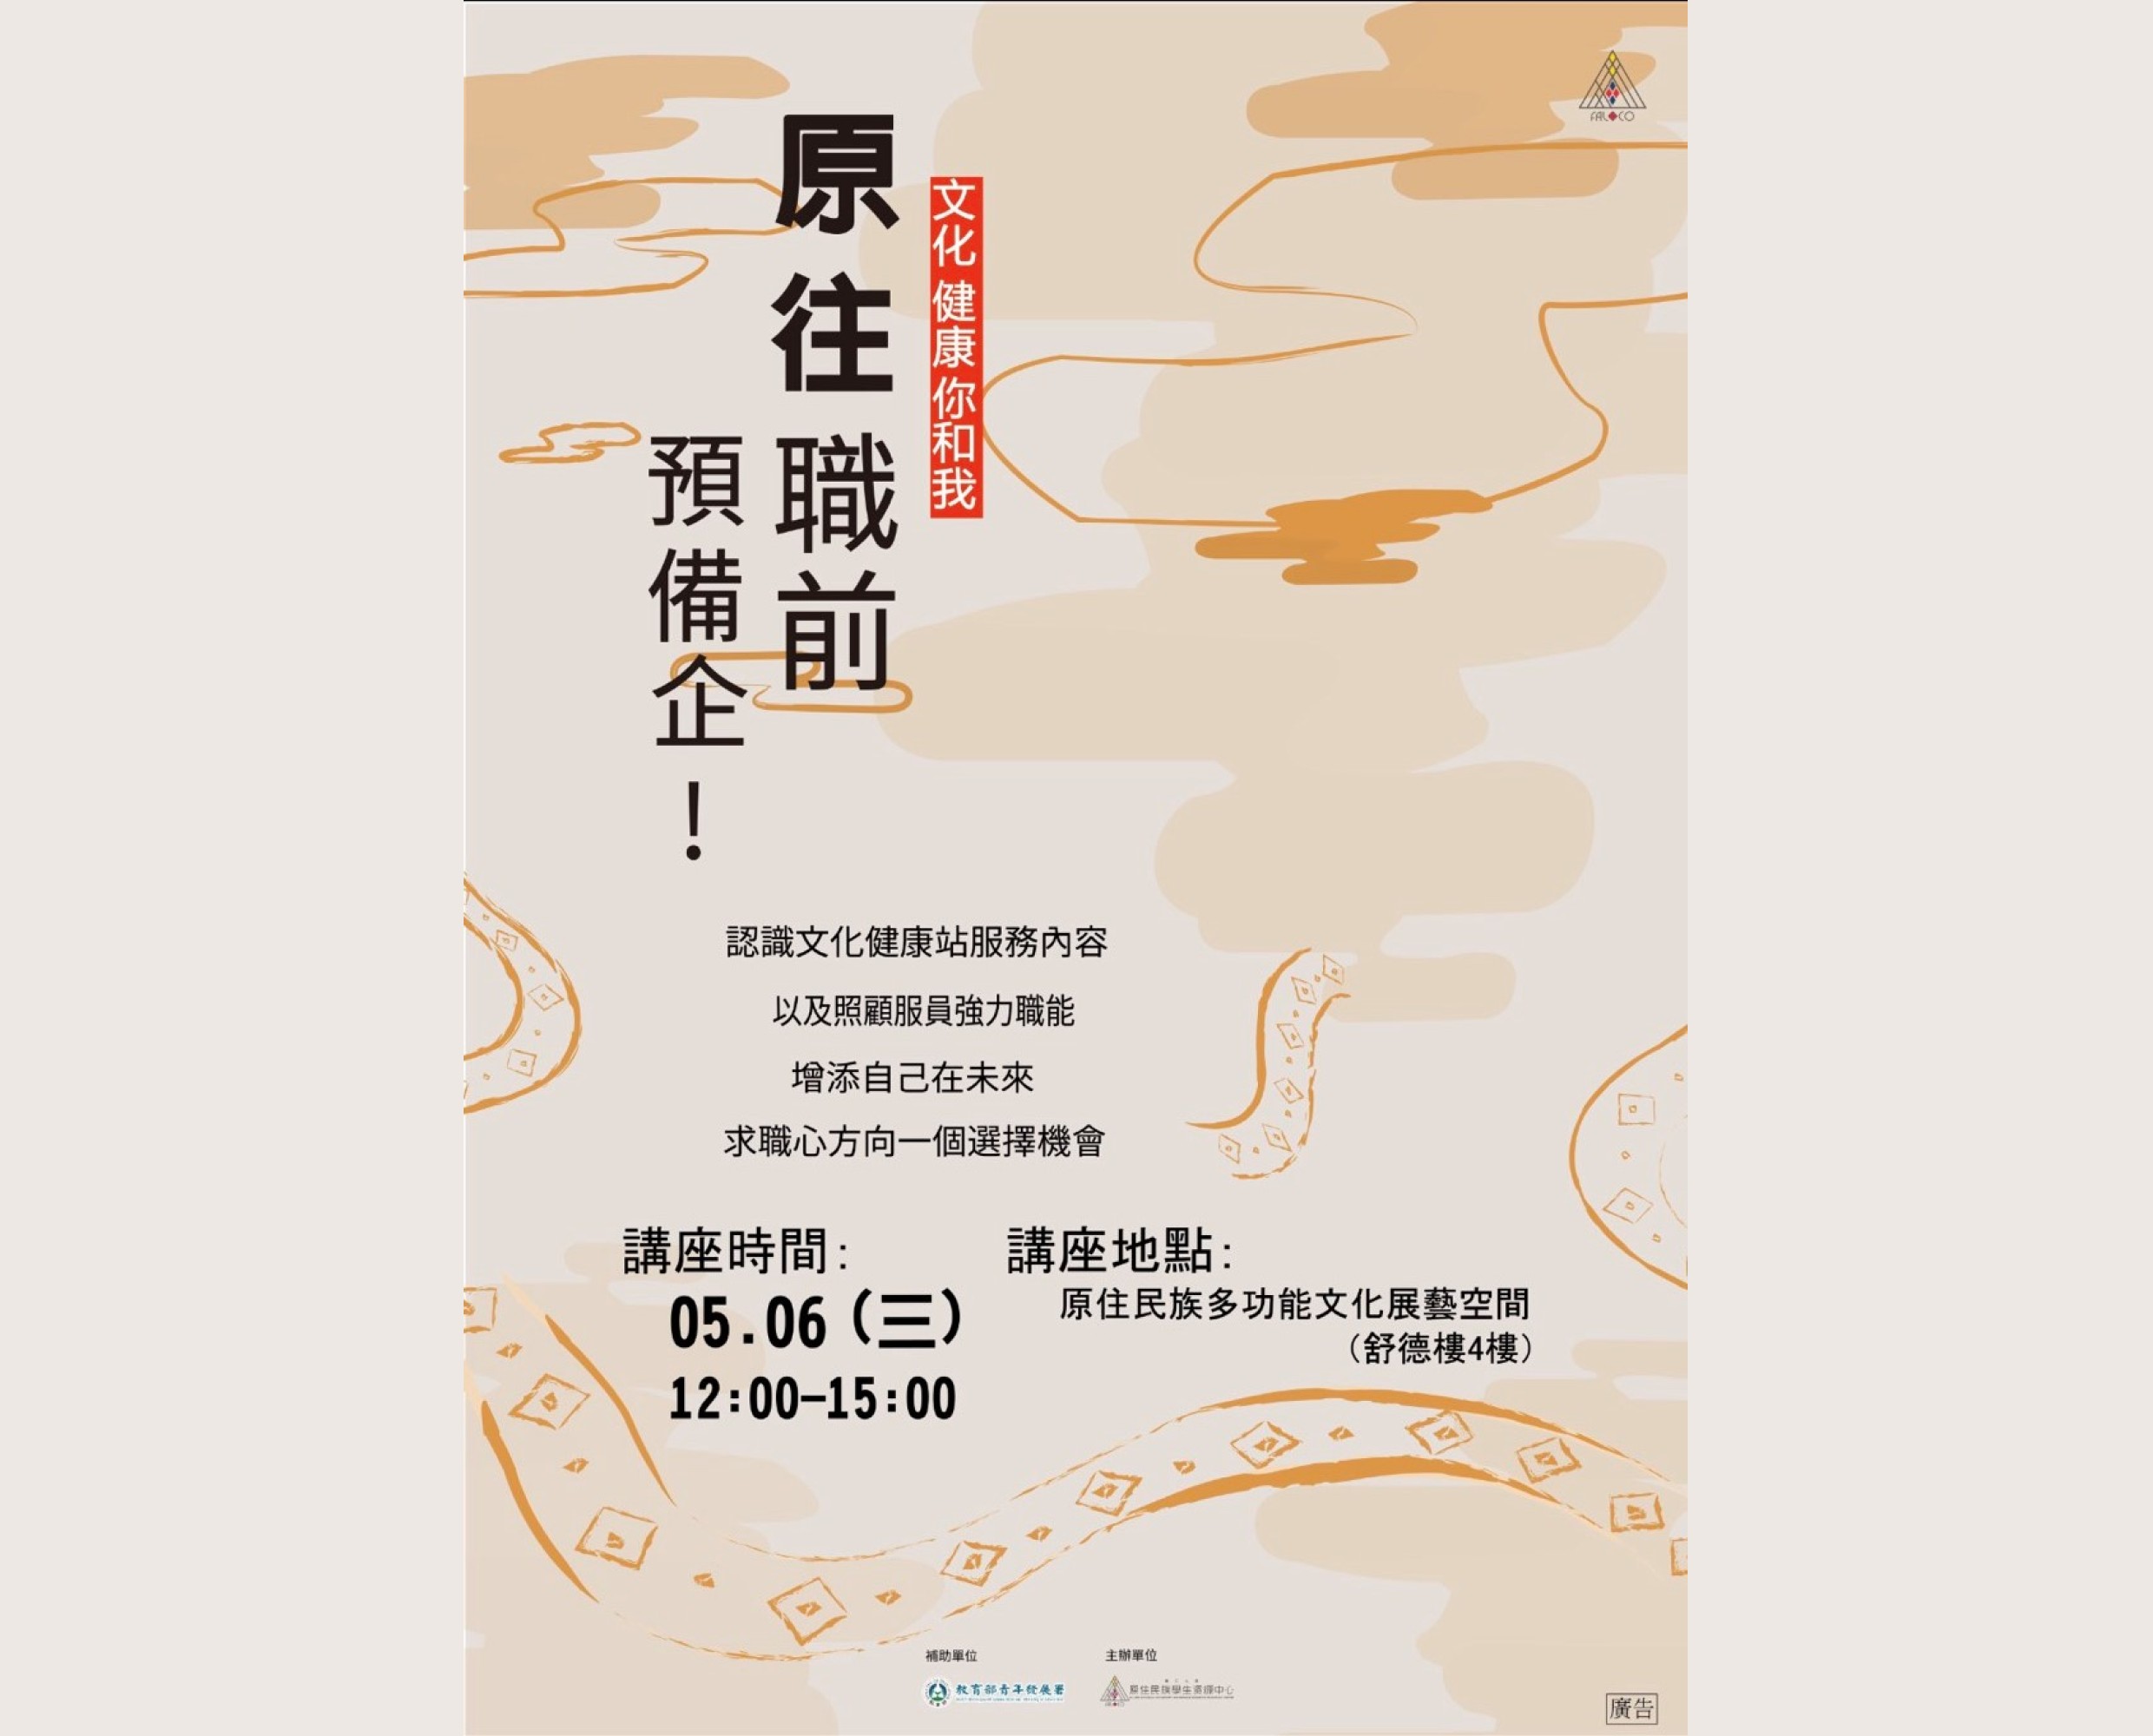 文化 健康 你和我
原往職前
預備企！
認識文化健康站服務內容
以及照顧服員強力職能
增添自己在未來
求職心方向一個選擇機會
講座時間:
05.06(三)
12:00-15:00
講座地點:
原住民族多功能文化展藝空間
(舒德樓4樓)
補助單位
教育部青年發展署
主辦單位
原住民族學生資源中心
FALOCO
廣告